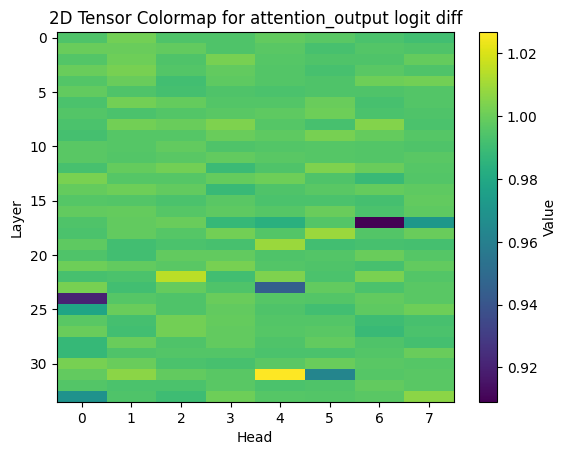 2D Tensor Colormap for attention_output logit diff
0
5
10
15
20
25
30
Layer
0 1 2 3 4 5 6 7
Head
1.02
1.00
0.98
0.96
0.94
0.92
Value